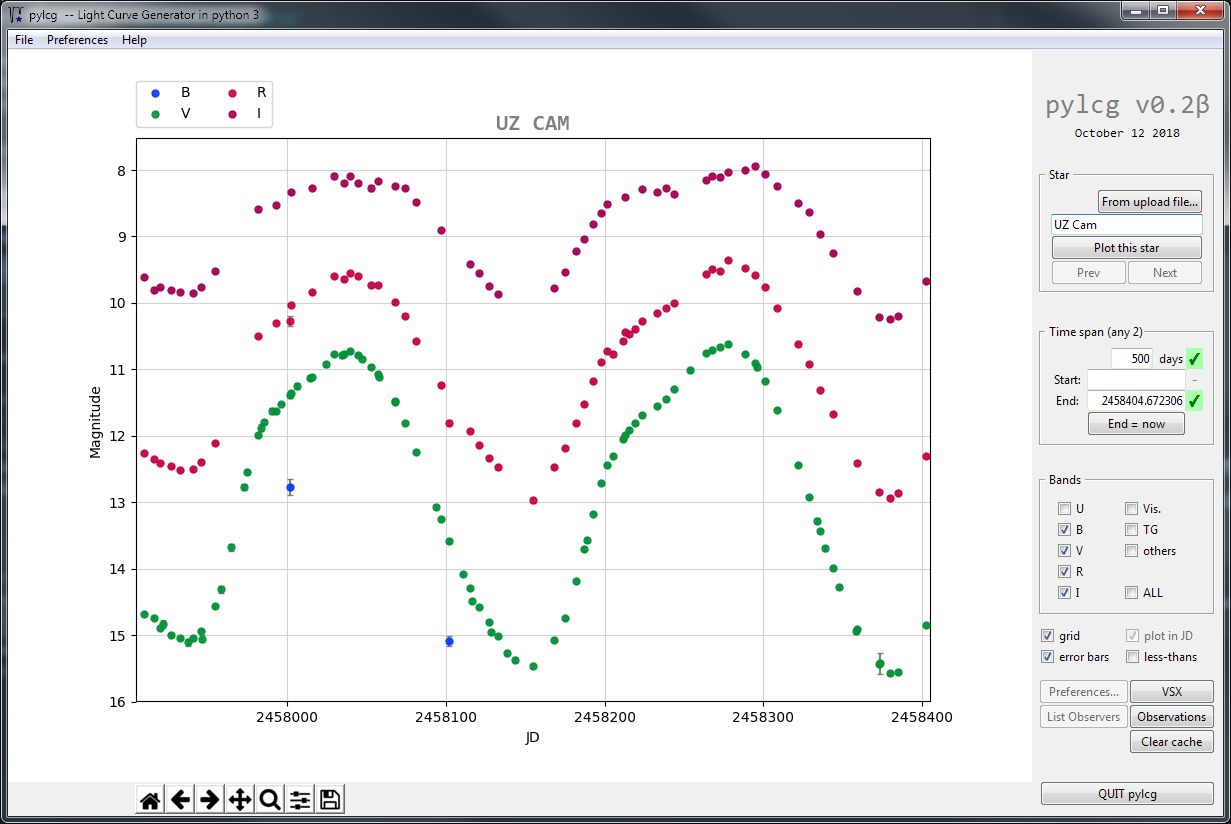 pylcg -- Light Curve Generator in python 3
File Preferences Help
B R
V I
UZ CAM
8
9
10
11
12
13
14
15
16
Magnitude
2458000 2458100 2458200 2458300 2458400
JD
pylcg v0.2β
October 12 2018
Star
From upload file...
UZ Cam
Plot this star
Prev Next
Time span (any 2)
500 days ✓
Start: -
End: 2458404.672306 ✓
End = now
Bands
U Vis.
B TG
V others
R
I ALL
grid plot in JD
error bars less-thans
Preferences... VSX
List Observers Observations
Clear cache
QUIT pylcg